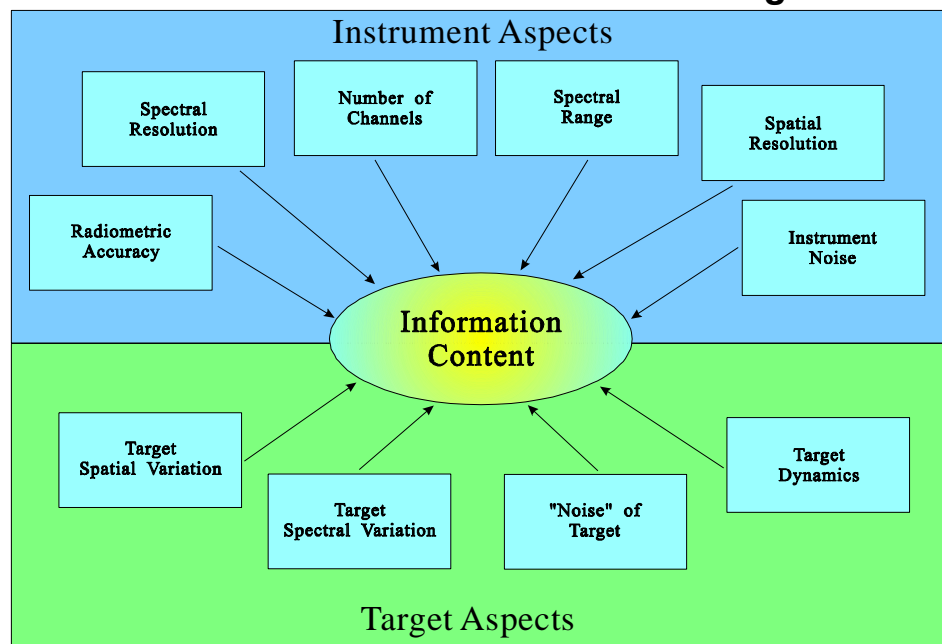 Instrument Aspects
Spectral
Resolution
Number of
Channels
Spectral
Range
Spatial
Resolution
Radiometric
Accuracy
Instrument
Noise
Information
Content
Target
Spatial Variation
Target
Spectral Variation
"Noise" of
Target
Target
Dynamics
Target Aspects